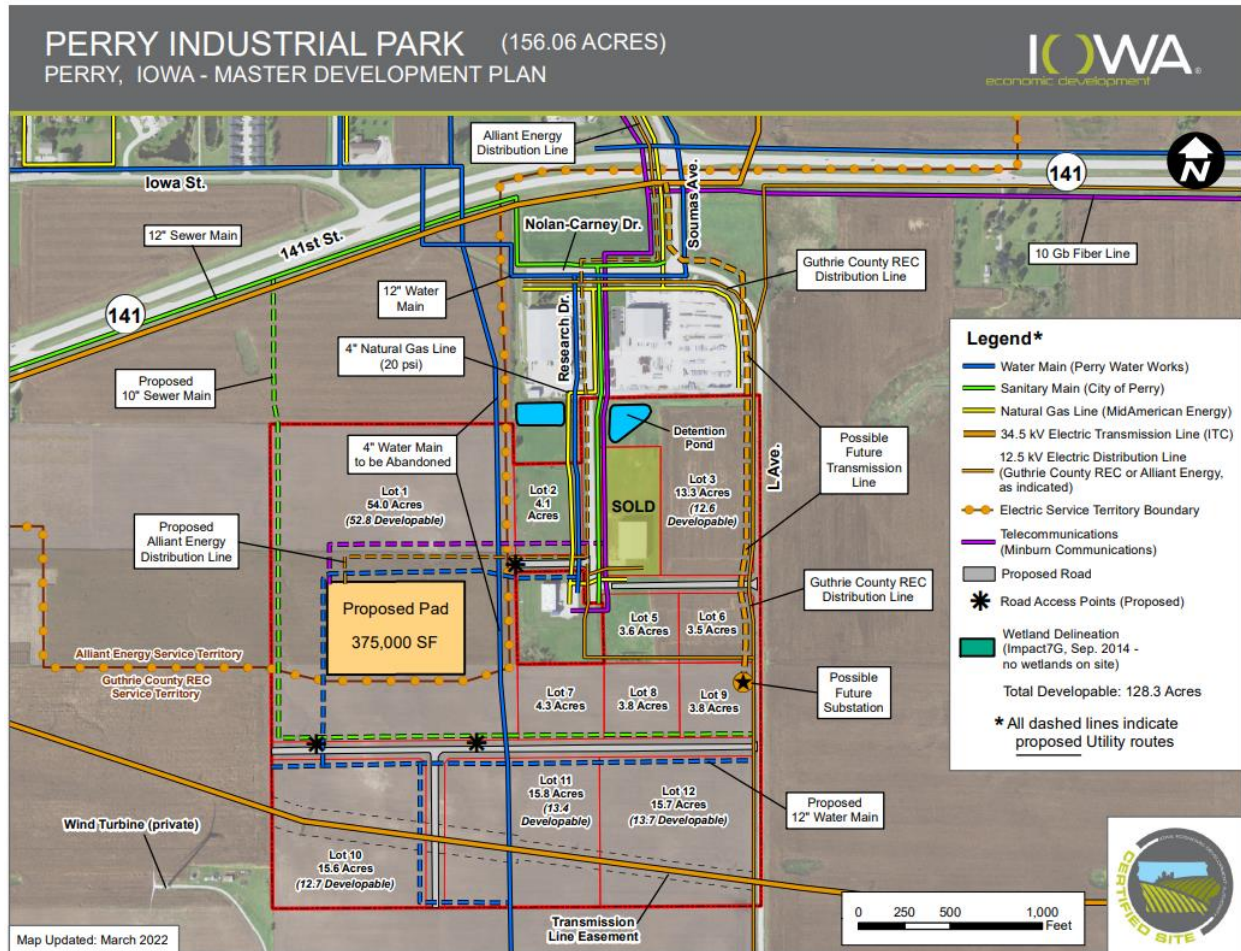 PERRY INDUSTRIAL PARK (156.06 ACRES)
PERRY, IOWA - MASTER DEVELOPMENT PLAN
IOWA®
economic development
Alliant Energy
Distribution Line
Soumas Ave.
141
N
Iowa St.
12" Sewer Main
141st St.
Nolan-Carney Dr.
10 Gb Fiber Line
Guthrie County REC
Distribution Line
12" Water
Main
141
Research Dr.
4" Natural Gas Line
(20 psi)
Proposed
10" Sewer Main
Detention
Pond
Possible
Future
Transmission
Line
L Ave.
4" Water Main
to be Abandoned
Lot 1
54.0 Acres
(52.8 Developable)
Lot 2
4.1
Acres
SOLD
Lot 3
13.3 Acres
(12.6
Developable)
Proposed
Alliant Energy
Distribution Line
Guthrie County REC
Distribution Line
Proposed Pad
375,000 SF
Lot 5
3.6 Acres
Lot 6
3.5 Acres
Alliant Energy Service Territory
Guthrie County REC
Service Territory
Lot 7
4.3 Acres
Lot 8
3.8 Acres
Lot 9
3.8 Acres
Possible
Future
Substation
Lot 11
15.8 Acres
(13.4
Developable)
Lot 12
15.7 Acres
(13.7 Developable)
Proposed
12" Water Main
Wind Turbine (private)
Lot 10
15.6 Acres
(12.7 Developable)
Transmission
Line Easement
Legend*
Water Main (Perry Water Works)
Sanitary Main (City of Perry)
Natural Gas Line (MidAmerican Energy)
34.5 kV Electric Transmission Line (ITC)
12.5 kV Electric Distribution Line
(Guthrie County REC or Alliant Energy,
as indicated)
Electric Service Territory Boundary
Telecommunications
(Minburn Communications)
Proposed Road
Road Access Points (Proposed)
Wetland Delineation
(Impact7G, Sep. 2014 -
no wetlands on site)
Total Developable: 128.3 Acres
* All dashed lines indicate
proposed Utility routes
0 250 500 1,000
Feet
CERTIFIED SITE
Map Updated: March 2022